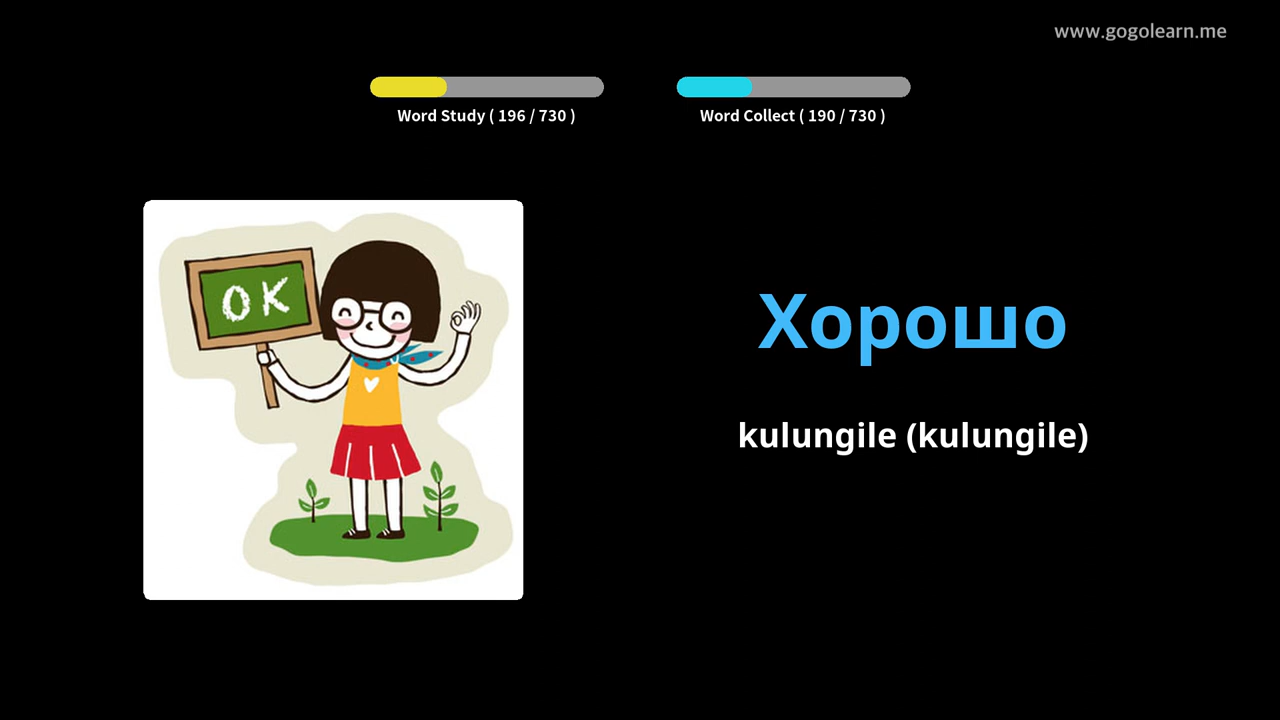 www.gogolearn.me
Word Study ( 196 / 730 )
Word Collect ( 190 / 730 )
OK
Хорошо
kulungile (kulungile)